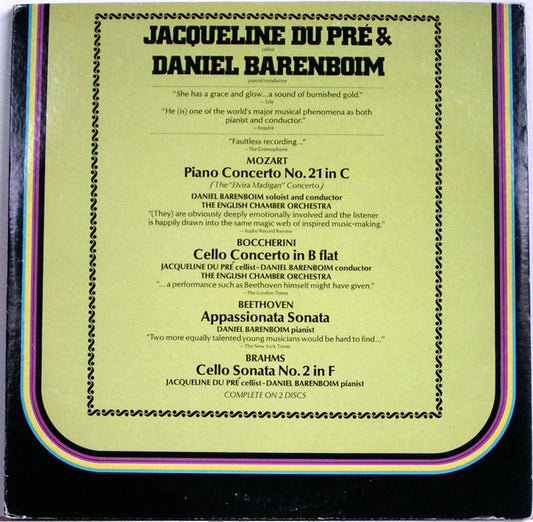 JACQUELINE DU PRÉ &
cellist
DANIEL BARENBOIM
pianist/conductor
"She has a grace and glow...a sound of burnished gold."
—Life
"He (is) one of the world's major musical phenomena as both
pianist and conductor."
—Esquire
"Faultless recording..."
—The Gramophone
MOZART
Piano Concerto No. 21 in C
(The "Elvira Madigan" Concerto)
DANIEL BARENBOIM soloist and conductor
THE ENGLISH CHAMBER ORCHESTRA
"(They) are obviously deeply emotionally involved and the listener
is happily drawn into the same magic web of inspired music-making."
—Audio Record Review
BOCCHERINI
Cello Concerto in B flat
JACQUELINE DU PRÉ cellist-DANIEL BARENBOIM conductor
THE ENGLISH CHAMBER ORCHESTRA
"...a performance such as Beethoven himself might have given."
—The London Times
BEETHOVEN
Appassionata Sonata
DANIEL BARENBOIM pianist
"Two more equally talented young musicians would be hard to find..."
—The New York Times
BRAHMS
Cello Sonata No. 2 in F
JACQUELINE DU PRÉ cellist-DANIEL BARENBOIM pianist
COMPLETE ON 2 DISCS